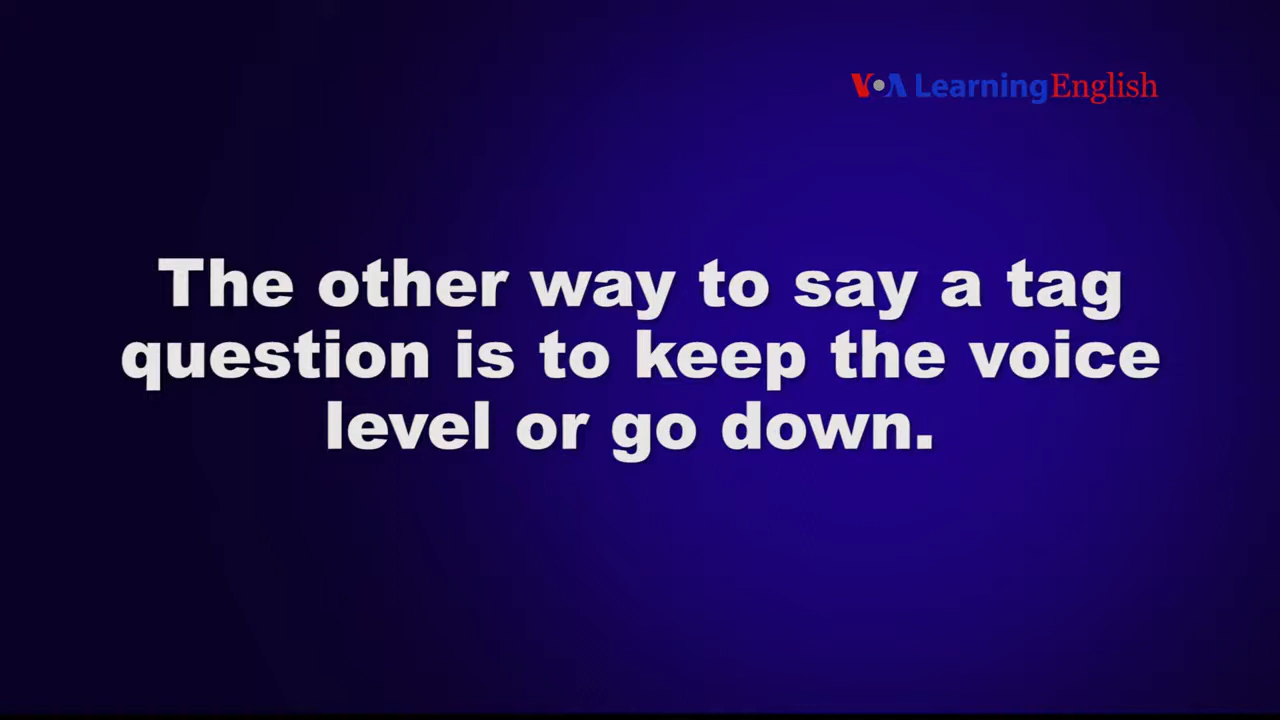 VOA Learning English
The other way to say a tag
question is to keep the voice
level or go down.